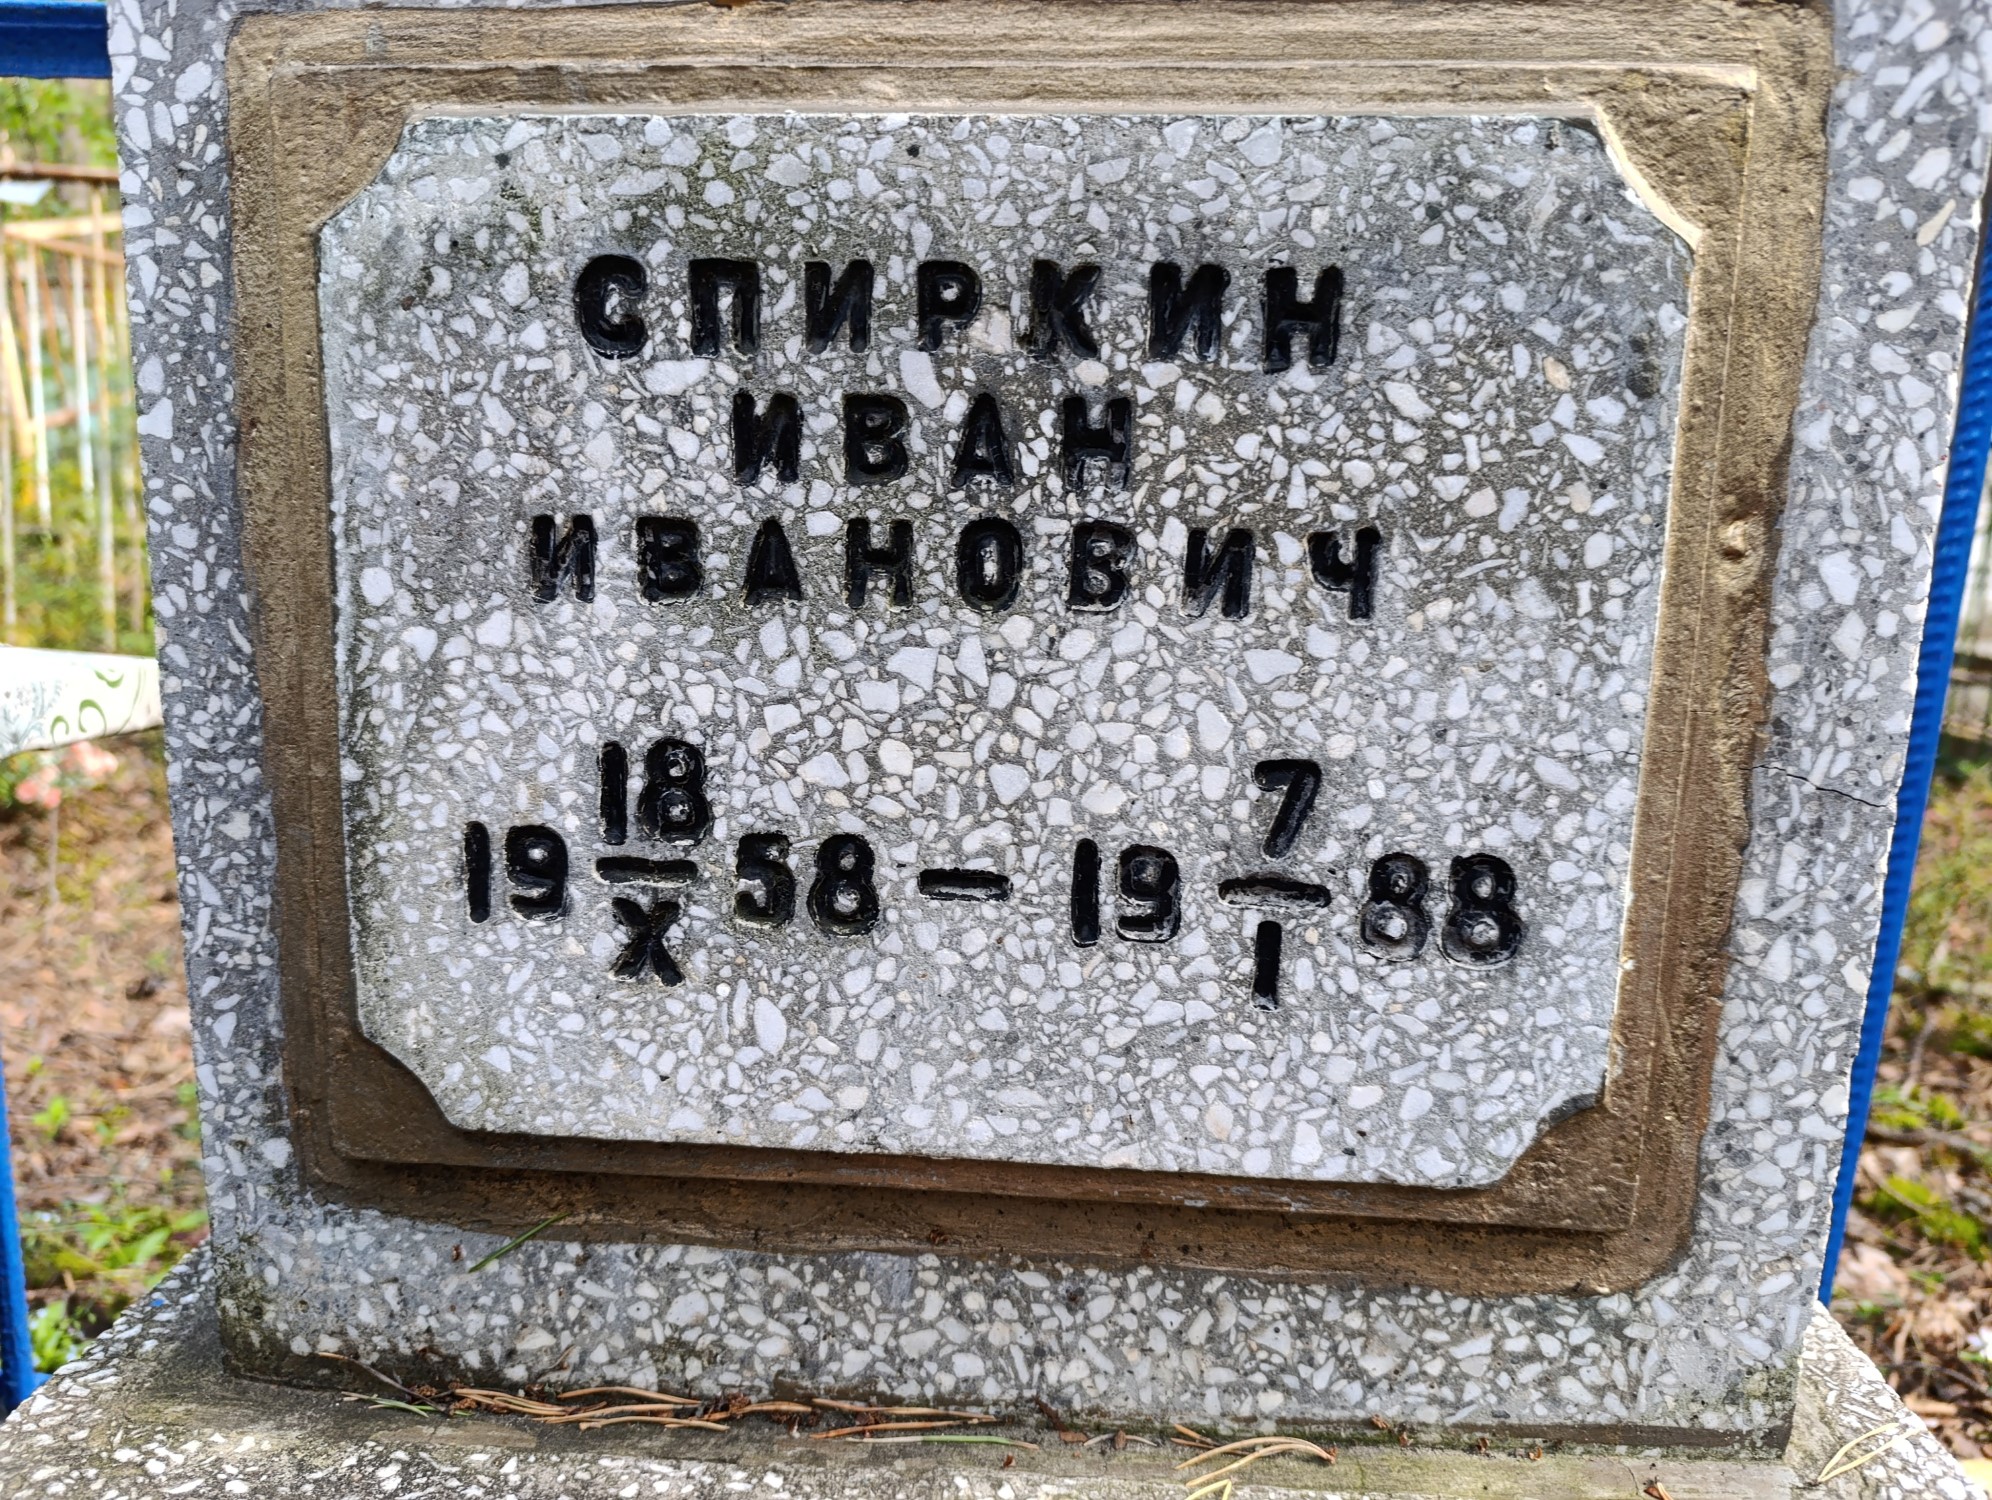 СПИРКИН
ИВАН
ИВАНОВИЧ
19 18/X 58 — 19 7/I 88